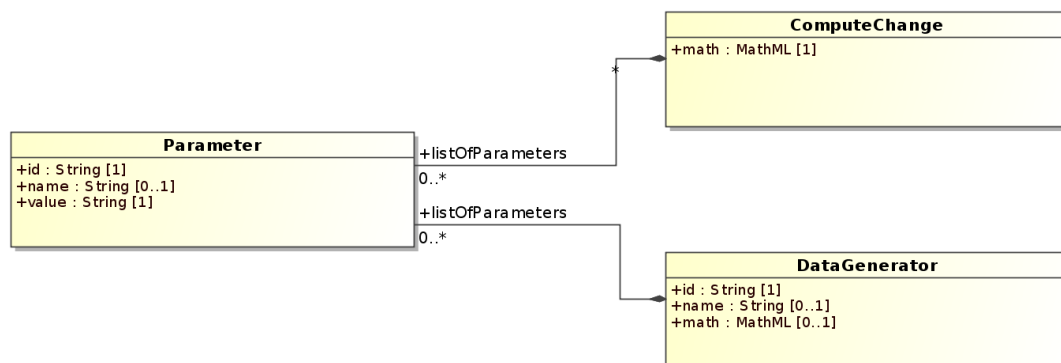 ComputeChange
+math : MathML [1]
*
Parameter
+id : String [1]
+name : String [0..1]
+value : String [1]
+listOfParameters
0..*
+listOfParameters
0..*
DataGenerator
+id : String [1]
+name : String [0..1]
+math : MathML [0..1]